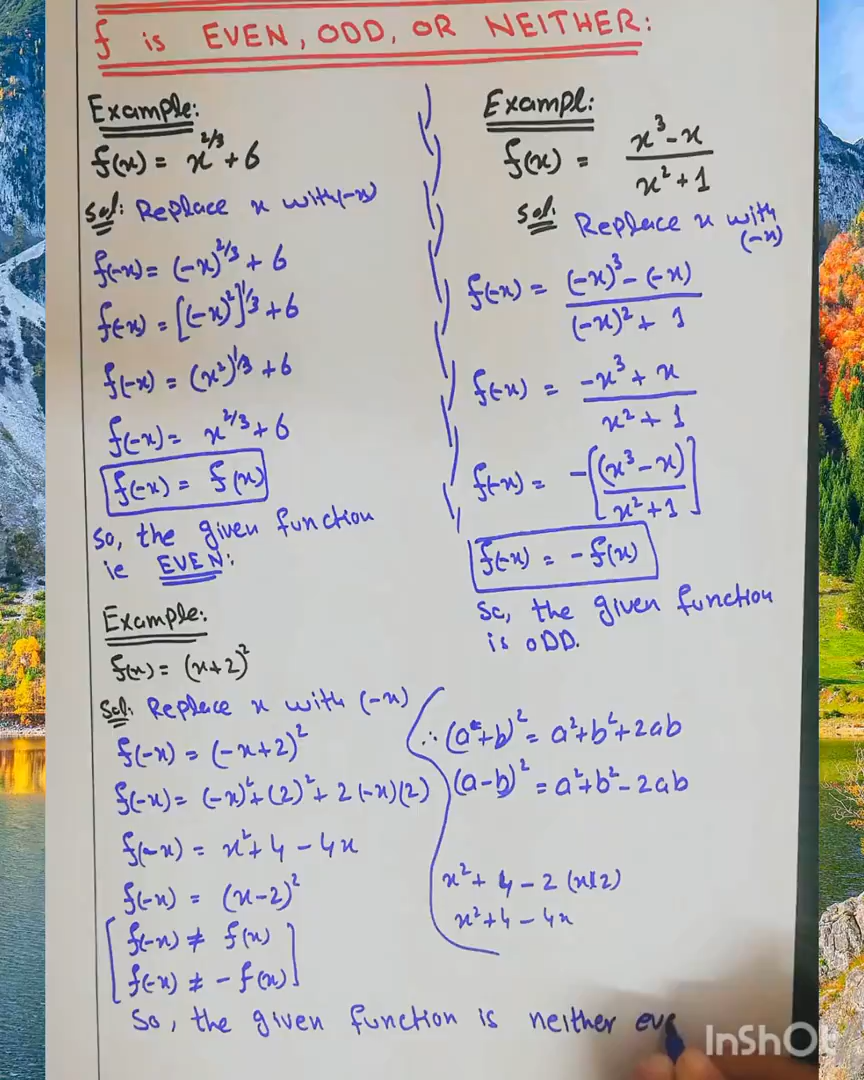 f is EVEN, ODD, OR NEITHER:
Example:
f(x) = x^2/3 + 6
Sol: Replace x with (-x)
f(-x) = (-x)^2/3 + 6
f(-x) = [(-x)^2]^1/3 + 6
f(-x) = (x^2)^1/3 + 6
f(-x) = x^2/3 + 6
f(-x) = f(x)
So, the given function
ie EVEN:
Exampl:
f(x) = (x^3 - x) / (x^2 + 1)
Sol: Replace x with
(-x)
f(-x) = ((-x)^3 - (-x)) / ((-x)^2 + 1)
f(-x) = (-x^3 + x) / (x^2 + 1)
f(-x) = -[(x^3 - x) / (x^2 + 1)]
f(-x) = - f(x)
So, the given function
is ODD.
Example:
f(x) = (x+2)^2
Sol: Replace x with (-x)
f(-x) = (-x+2)^2
f(-x) = (-x)^2 + (2)^2 + 2(-x)(2)
f(-x) = x^2 + 4 - 4x
f(-x) = (x-2)^2
f(-x) ≠ f(x)
f(-x) ≠ - f(x)
∴ (a+b)^2 = a^2 + b^2 + 2ab
(a-b)^2 = a^2 + b^2 - 2ab
x^2 + 4 - 2(x)(2)
x^2 + 4 - 4x
So, the given function is neither eve
InShOt